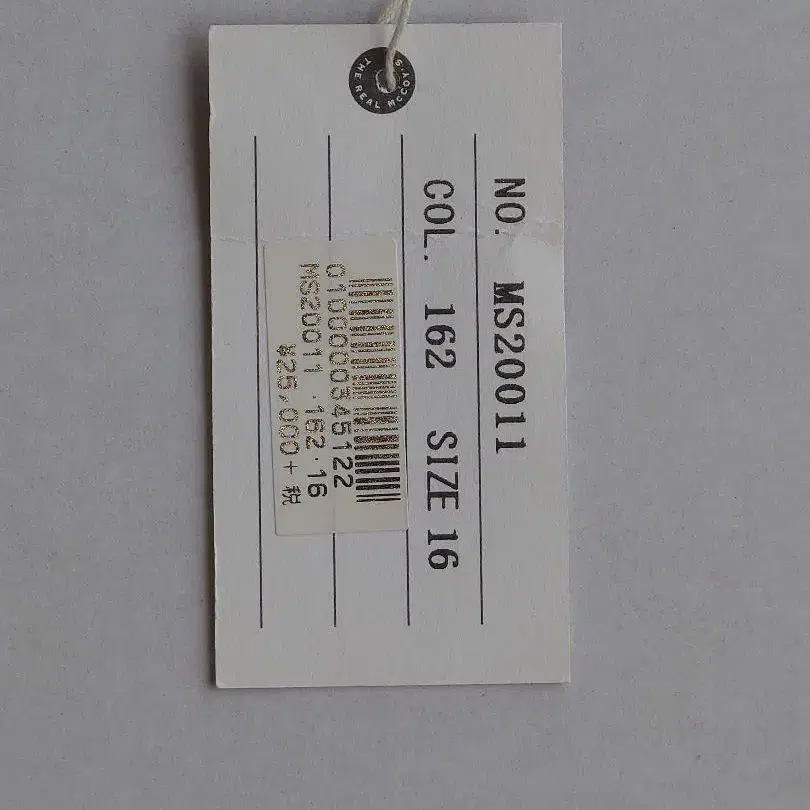 THE REAL McCOY'S
NO. MS20011
COL. 162 SIZE 16
0100000345122
MS20011 ·162·16
¥25,000+税